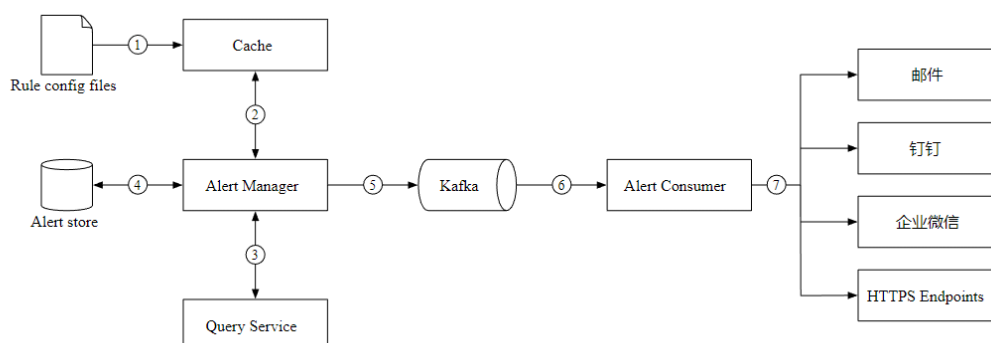 Rule config files
①
Cache
②
Alert store
④
Alert Manager
⑤
Kafka
⑥
Alert Consumer
⑦
邮件
钉钉
企业微信
HTTPS Endpoints
③
Query Service